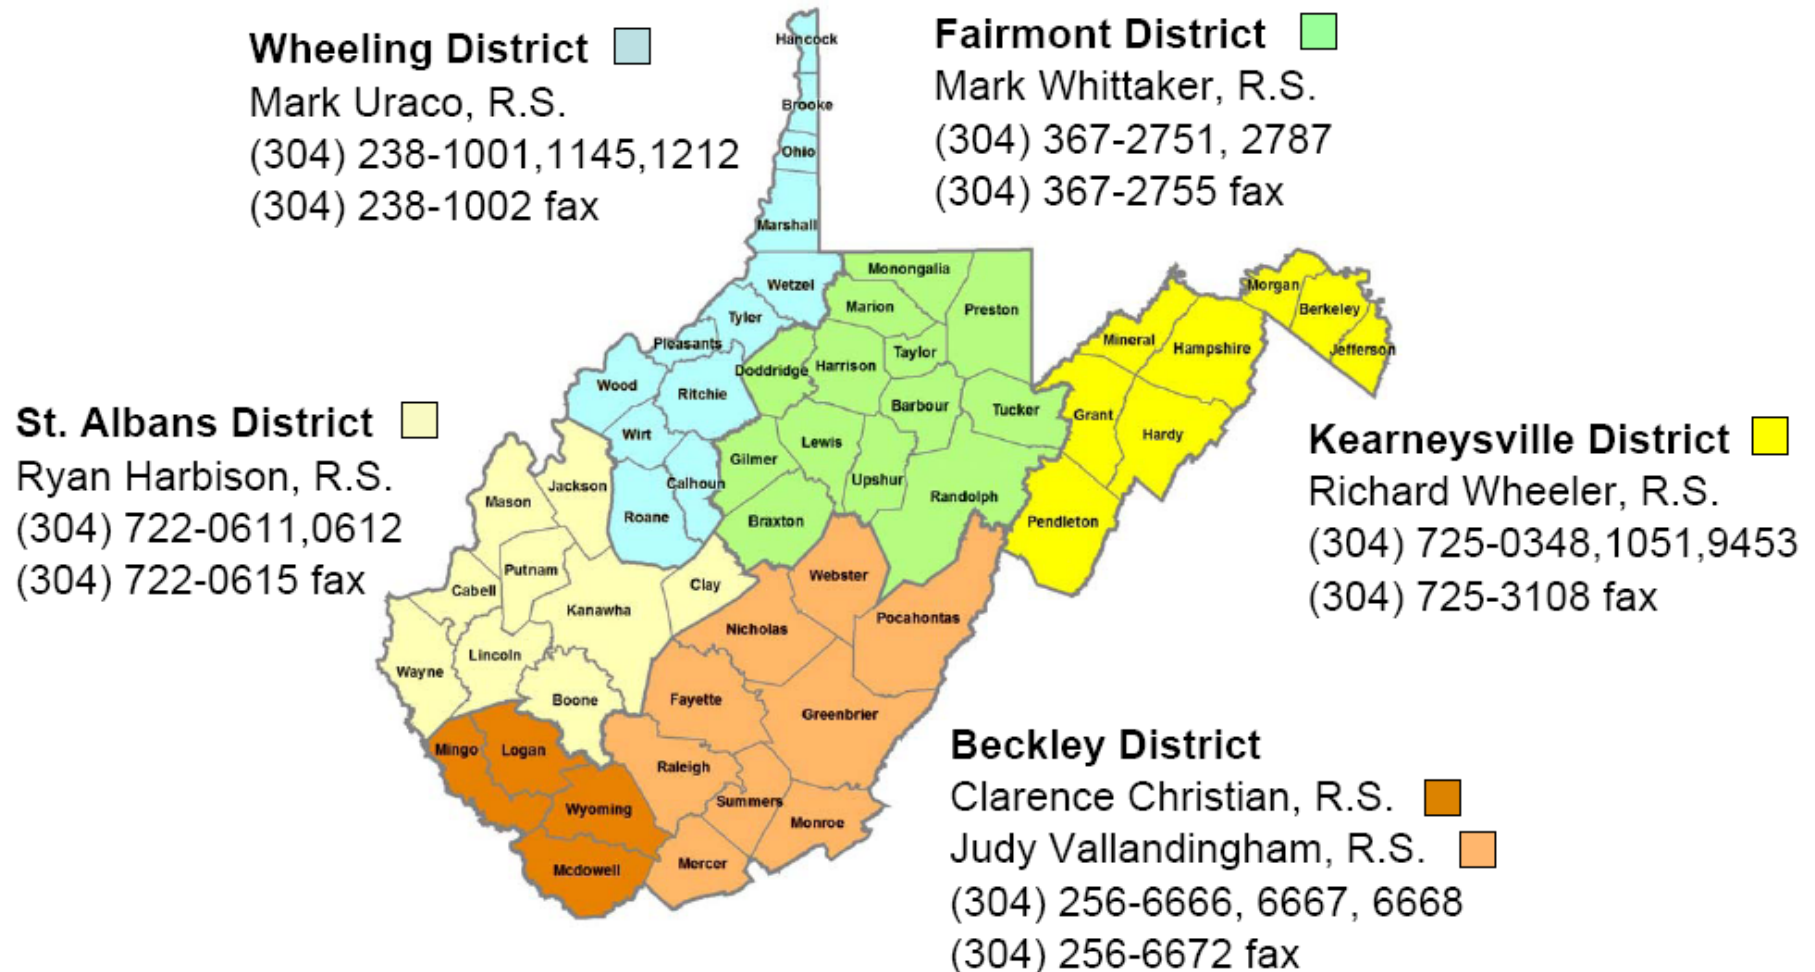 Wheeling District
Mark Uraco, R.S.
(304) 238-1001,1145,1212
(304) 238-1002 fax
Fairmont District
Mark Whittaker, R.S.
(304) 367-2751, 2787
(304) 367-2755 fax
St. Albans District
Ryan Harbison, R.S.
(304) 722-0611,0612
(304) 722-0615 fax
Kearneysville District
Richard Wheeler, R.S.
(304) 725-0348,1051,9453
(304) 725-3108 fax
Beckley District
Clarence Christian, R.S.
Judy Vallandingham, R.S.
(304) 256-6666, 6667, 6668
(304) 256-6672 fax
Hancock
Brooke
Ohio
Marshall
Wetzel
Tyler
Pleasants
Wood
Ritchie
Wirt
Calhoun
Roane
Monongalia
Marion
Preston
Doddridge
Harrison
Taylor
Barbour
Tucker
Lewis
Gilmer
Upshur
Randolph
Braxton
Morgan
Berkeley
Jefferson
Mineral
Hampshire
Grant
Hardy
Pendleton
Jackson
Mason
Putnam
Cabell
Kanawha
Clay
Lincoln
Wayne
Boone
Webster
Nicholas
Pocahontas
Fayette
Greenbrier
Raleigh
Summers
Monroe
Mercer
Mingo
Logan
Wyoming
Mcdowell